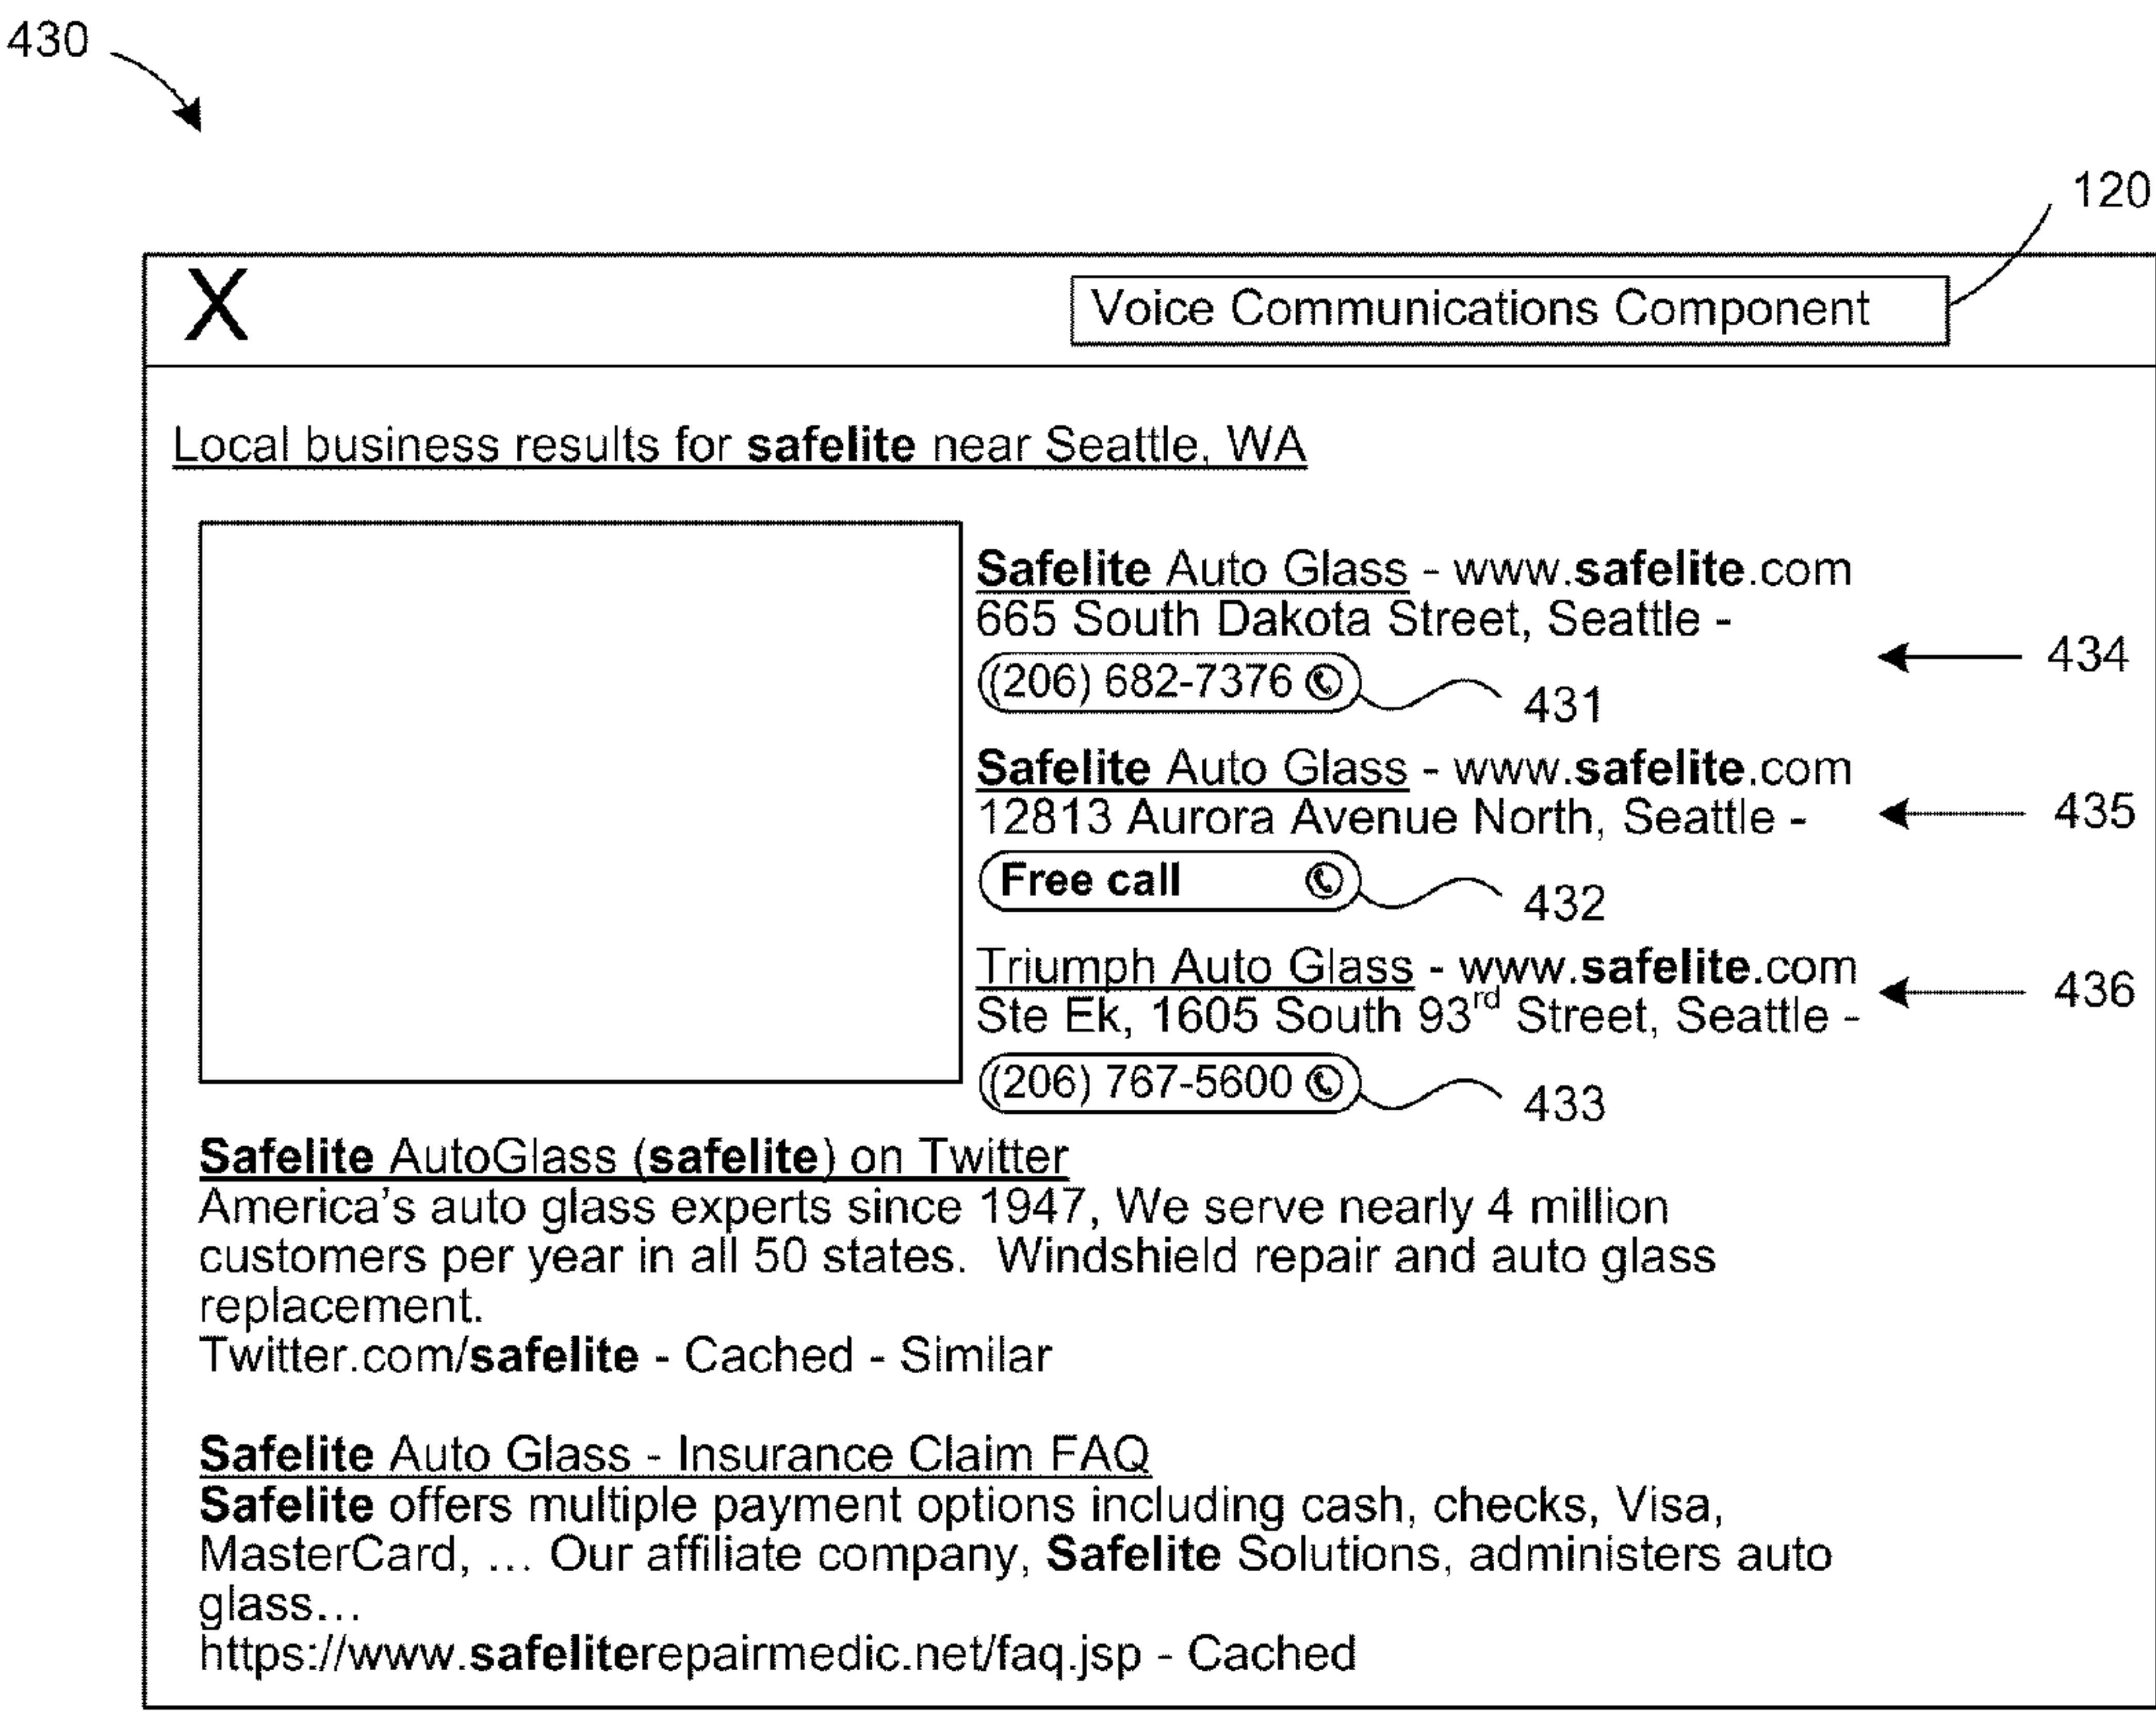 430
120
X
Voice Communications Component
Local business results for safelite near Seattle, WA
Safelite Auto Glass - www.safelite.com
665 South Dakota Street, Seattle -
434
(206) 682-7376
431
Safelite Auto Glass - www.safelite.com
12813 Aurora Avenue North, Seattle -
435
Free call
432
Triumph Auto Glass - www.safelite.com
436
Ste Ek, 1605 South 93rd Street, Seattle -
(206) 767-5600
433
Safelite AutoGlass (safelite) on Twitter
America's auto glass experts since 1947, We serve nearly 4 million
customers per year in all 50 states.  Windshield repair and auto glass
replacement.
Twitter.com/safelite - Cached - Similar
Safelite Auto Glass - Insurance Claim FAQ
Safelite offers multiple payment options including cash, checks, Visa,
MasterCard, ... Our affiliate company, Safelite Solutions, administers auto
glass...
https://www.safeliterepairmedic.net/faq.jsp - Cached